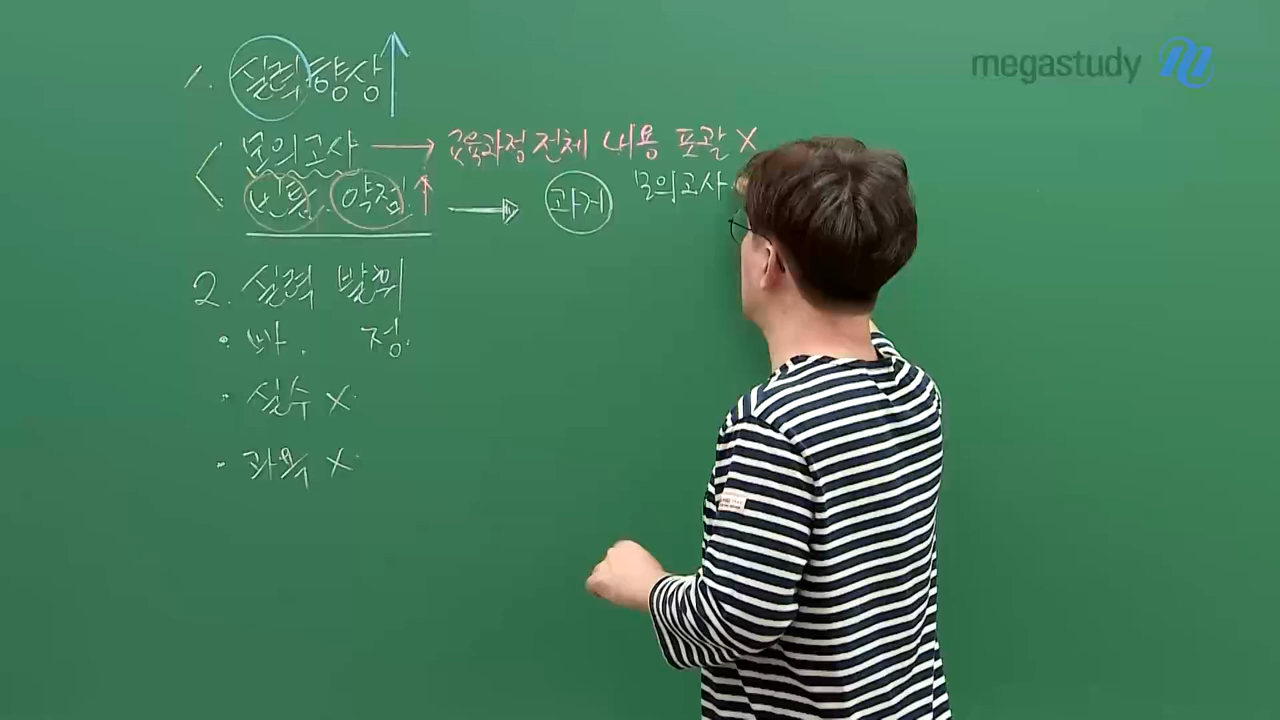 megastudy
1. 실력 향상 ↑
모의고사 → 교육과정 전체 내용 포괄 X
빈틈, 약점 ↑ → 과거 모의고사
2. 실력 발휘
· 빠. 정.
· 실수 X
· 과욕 X